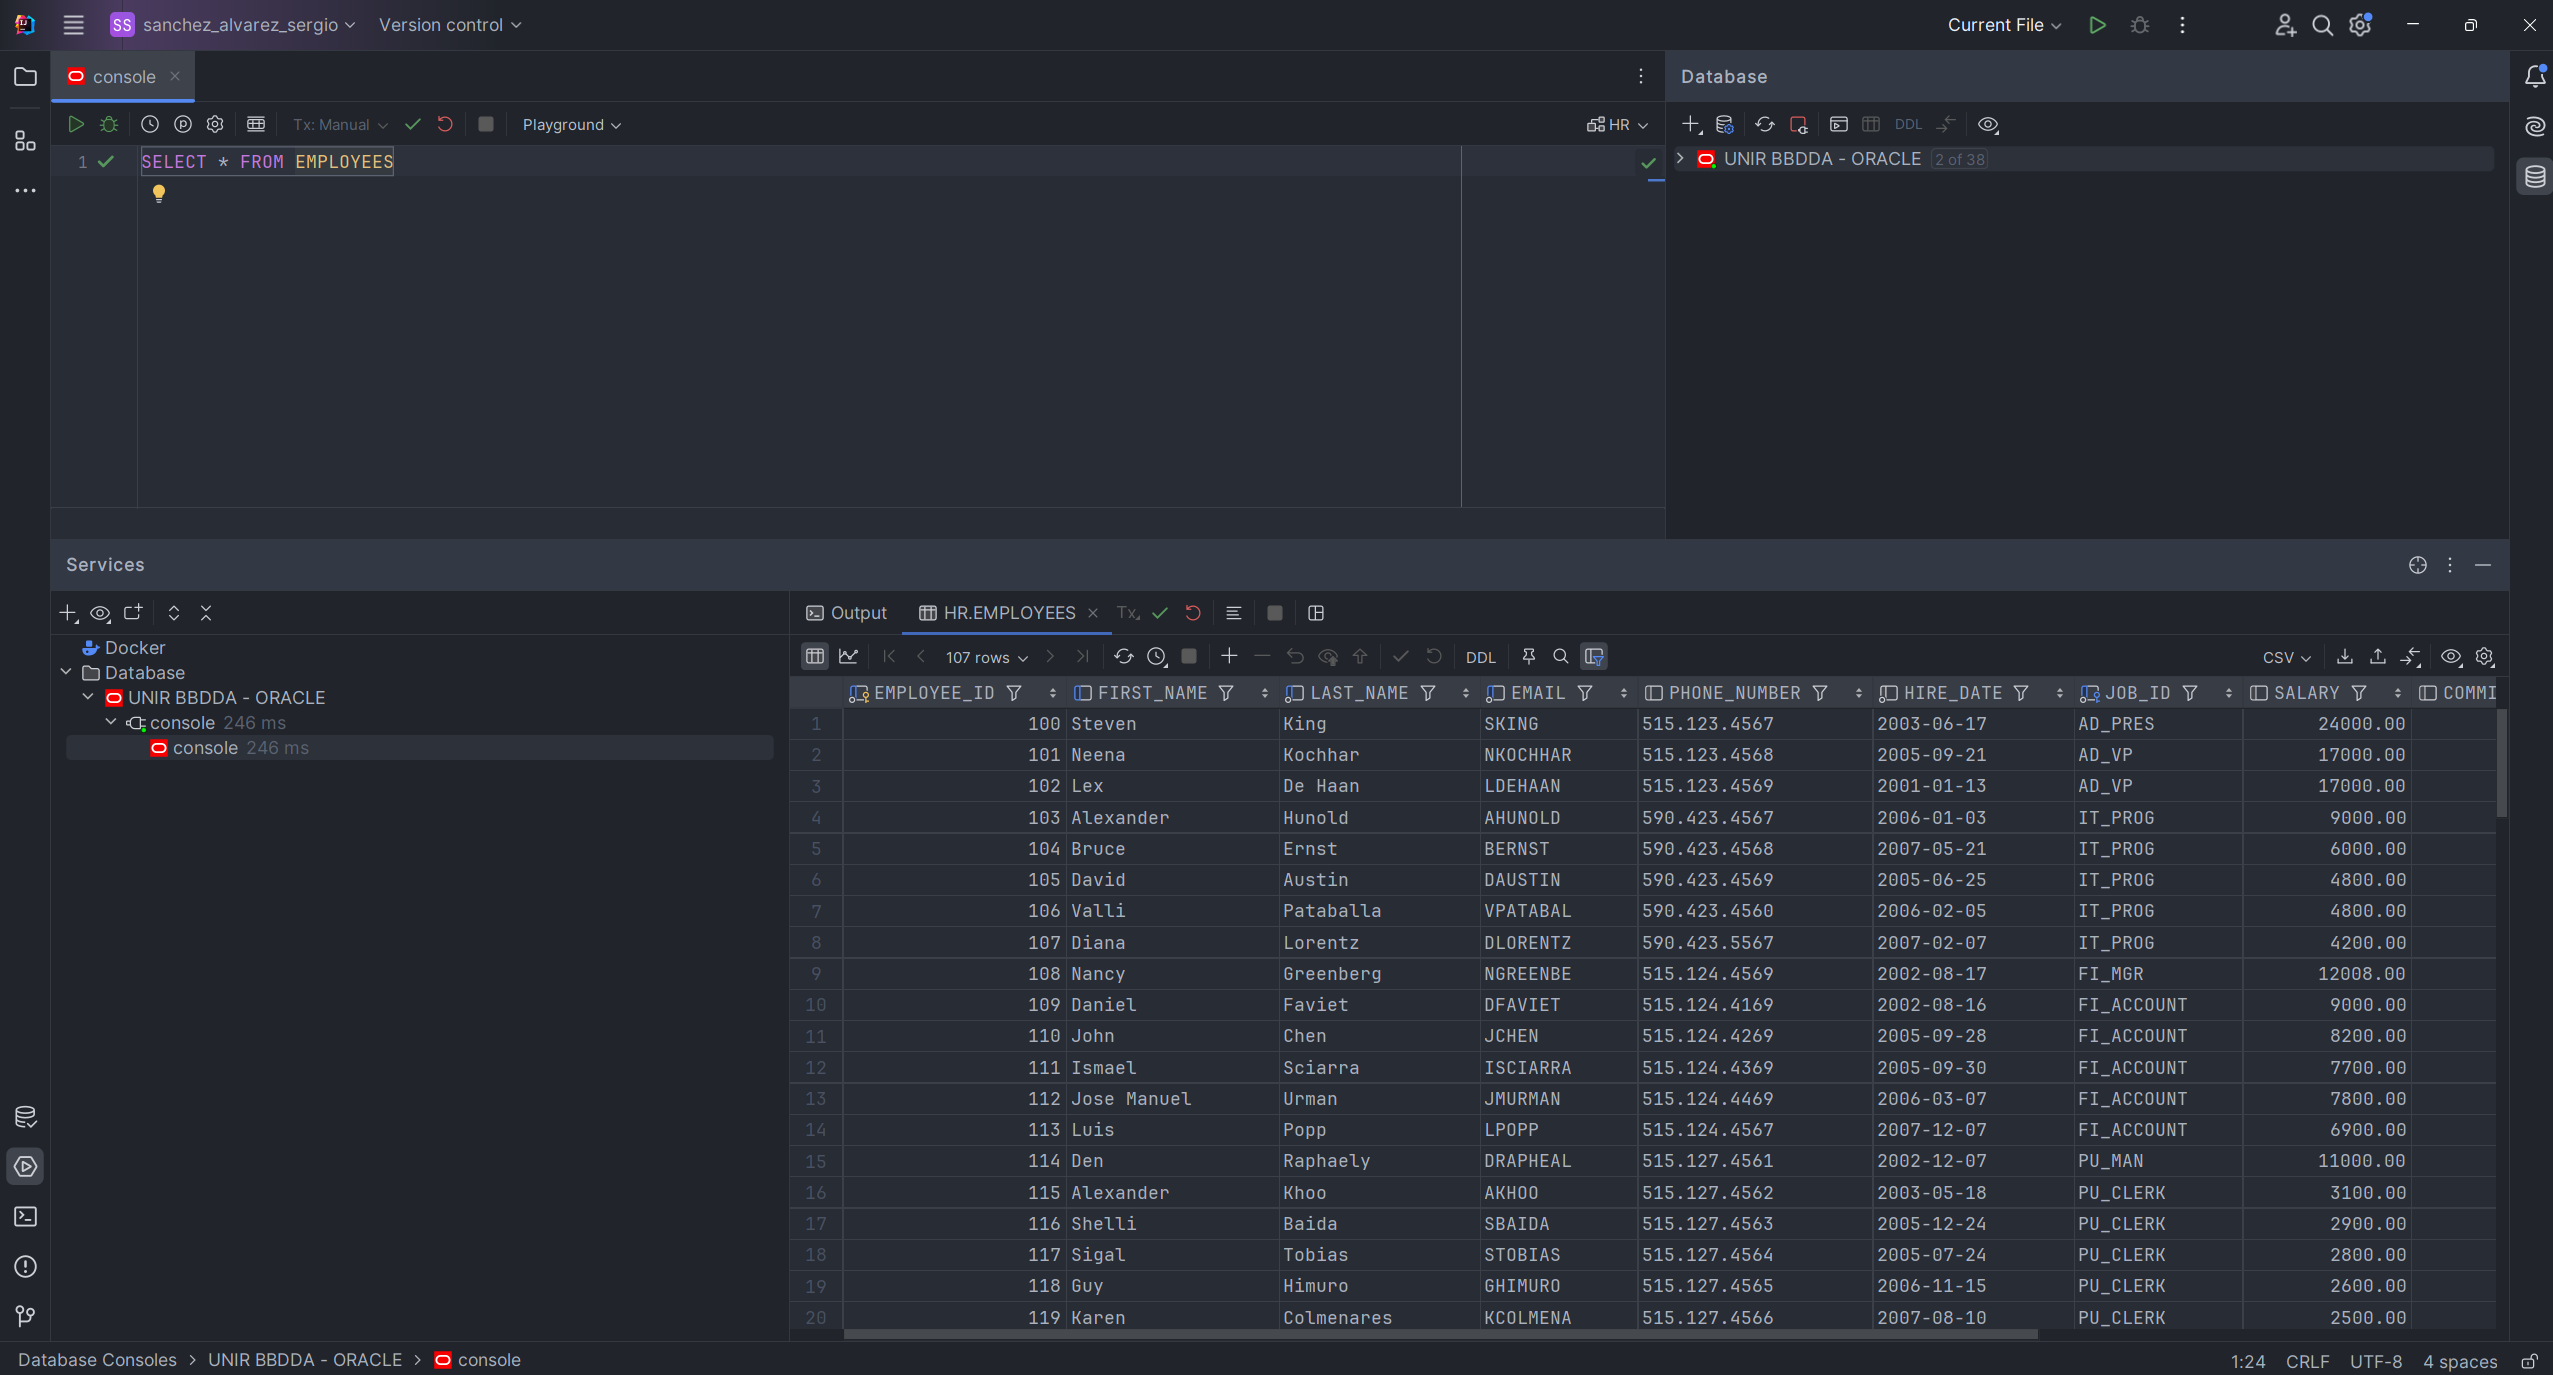 SS sanchez_alvarez_sergio Version control Current File
console Database
Tx: Manual Playground HR DDL
1 SELECT * FROM EMPLOYEES
UNIR BBDDA - ORACLE 2 of 38
Services
Output HR.EMPLOYEES Tx
Docker
Database
UNIR BBDDA - ORACLE
console 246 ms
console 246 ms
107 rows DDL CSV
EMPLOYEE_ID FIRST_NAME LAST_NAME EMAIL PHONE_NUMBER HIRE_DATE JOB_ID SALARY COMMI
1 100 Steven King SKING 515.123.4567 2003-06-17 AD_PRES 24000.00
2 101 Neena Kochhar NKOCHHAR 515.123.4568 2005-09-21 AD_VP 17000.00
3 102 Lex De Haan LDEHAAN 515.123.4569 2001-01-13 AD_VP 17000.00
4 103 Alexander Hunold AHUNOLD 590.423.4567 2006-01-03 IT_PROG 9000.00
5 104 Bruce Ernst BERNST 590.423.4568 2007-05-21 IT_PROG 6000.00
6 105 David Austin DAUSTIN 590.423.4569 2005-06-25 IT_PROG 4800.00
7 106 Valli Pataballa VPATABAL 590.423.4560 2006-02-05 IT_PROG 4800.00
8 107 Diana Lorentz DLORENTZ 590.423.5567 2007-02-07 IT_PROG 4200.00
9 108 Nancy Greenberg NGREENBE 515.124.4569 2002-08-17 FI_MGR 12008.00
10 109 Daniel Faviet DFAVIET 515.124.4169 2002-08-16 FI_ACCOUNT 9000.00
11 110 John Chen JCHEN 515.124.4269 2005-09-28 FI_ACCOUNT 8200.00
12 111 Ismael Sciarra ISCIARRA 515.124.4369 2005-09-30 FI_ACCOUNT 7700.00
13 112 Jose Manuel Urman JMURMAN 515.124.4469 2006-03-07 FI_ACCOUNT 7800.00
14 113 Luis Popp LPOPP 515.124.4567 2007-12-07 FI_ACCOUNT 6900.00
15 114 Den Raphaely DRAPHEAL 515.127.4561 2002-12-07 PU_MAN 11000.00
16 115 Alexander Khoo AKHOO 515.127.4562 2003-05-18 PU_CLERK 3100.00
17 116 Shelli Baida SBAIDA 515.127.4563 2005-12-24 PU_CLERK 2900.00
18 117 Sigal Tobias STOBIAS 515.127.4564 2005-07-24 PU_CLERK 2800.00
19 118 Guy Himuro GHIMURO 515.127.4565 2006-11-15 PU_CLERK 2600.00
20 119 Karen Colmenares KCOLMENA 515.127.4566 2007-08-10 PU_CLERK 2500.00
Database Consoles > UNIR BBDDA - ORACLE > console 1:24 CRLF UTF-8 4 spaces